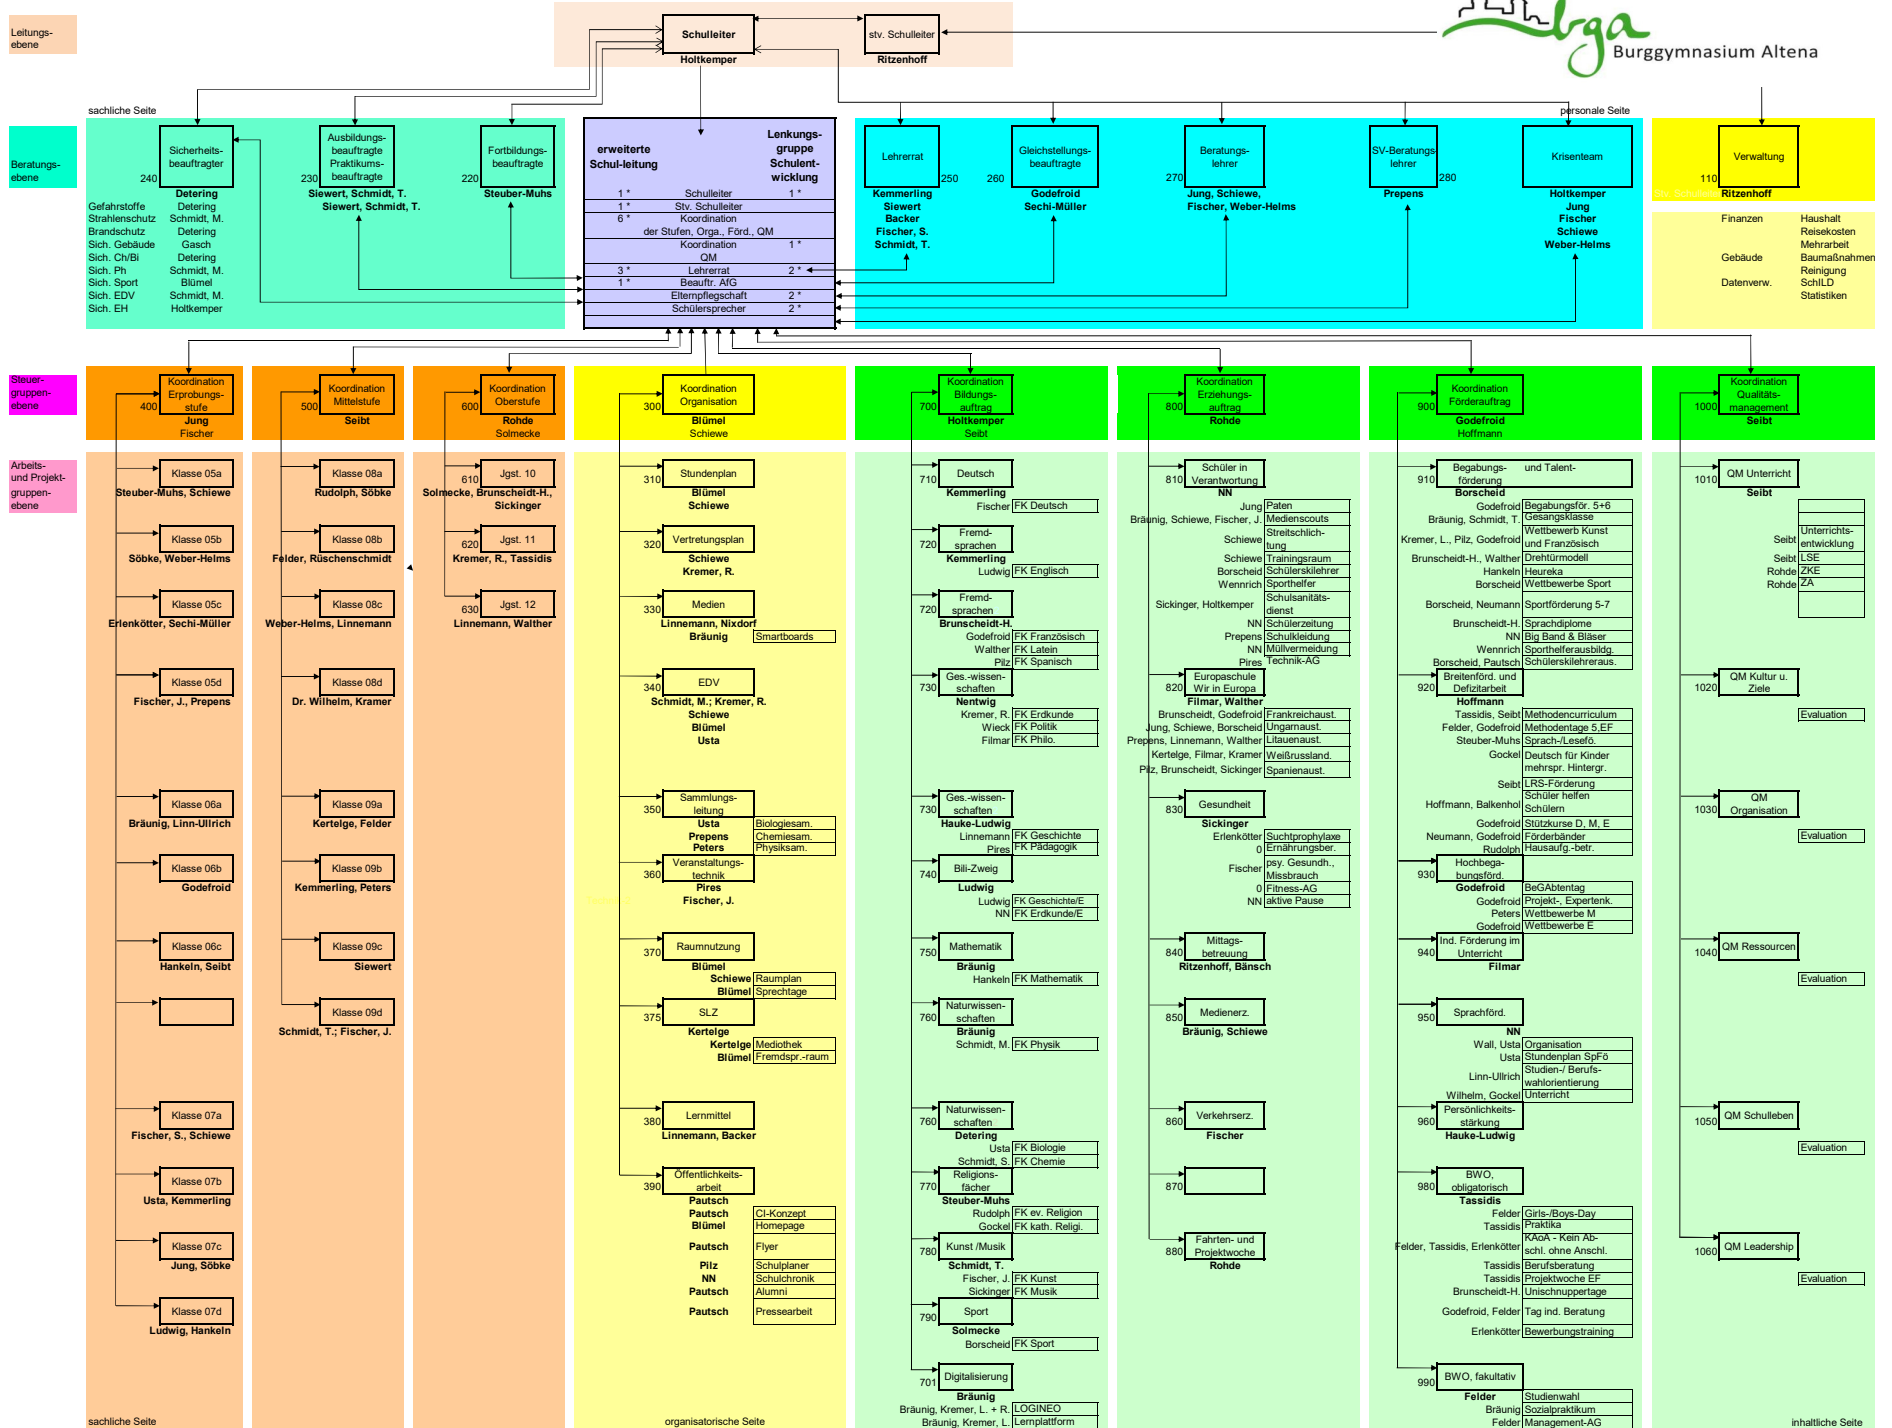 Leitungs-
ebene
Schulleiter
Holtkemper
stv. Schulleiter
Ritzenhoff
bga
Burggymnasium Altena
sachliche Seite
personale Seite
Beratungs-
ebene
Sicherheits-
beauftragter
240
Detering
Gefahrstoffe Detering
Strahlenschutz Schmidt, M.
Brandschutz Detering
Sich. Gebäude Gasch
Sich. Ch/Bi Detering
Sich. Ph Schmidt, M.
Sich. Sport Blümel
Sich. EDV Schmidt, M.
Sich. EH Holtkemper
Ausbildungs-
beauftragte
Praktikums-
beauftragte
230
Siewert, Schmidt, T.
Siewert, Schmidt, T.
Fortbildungs-
beauftragte
220
Steuber-Muhs
erweiterte
Schul-leitung
Lenkungs-
gruppe
Schulent-
wicklung
1 * Schulleiter 1 *
1 * Stv. Schulleiter
6 * Koordination
der Stufen, Orga., Förd., QM
Koordination 1 *
QM
3 * Lehrerrat 2 *
1 * Beauftr. AfG
Elternpflegschaft 2 *
Schülersprecher 2 *
Lehrerrat
250
Kemmerling
Siewert
Backer
Fischer, S.
Schmidt, T.
Gleichstellungs-
beauftragte
260
Godefroid
Sechi-Müller
Beratungs-
lehrer
270
Jung, Schiewe,
Fischer, Weber-Helms
SV-Beratungs-
lehrer
280
Prepens
Krisenteam
Holtkemper
Jung
Fischer
Schiewe
Weber-Helms
Verwaltung
110
Stv. Schulleiter Ritzenhoff
Finanzen Haushalt
Reisekosten
Mehrarbeit
Gebäude Baumaßnahmen
Reinigung
Datenverw. SchILD
Statistiken
Steuer-
gruppen-
ebene
Koordination
Erprobungs-
stufe
400
Jung
Fischer
Koordination
Mittelstufe
500
Seibt
Koordination
Oberstufe
600
Rohde
Solmecke
Koordination
Organisation
300
Blümel
Schiewe
Koordination
Bildungs-
auftrag
700
Holtkemper
Seibt
Koordination
Erziehungs-
auftrag
800
Rohde
Koordination
Förderauftrag
900
Godefroid
Hoffmann
Koordination
Qualitäts-
management
1000
Seibt
Arbeits-
und Projekt-
gruppen-
ebene
Klasse 05a
Steuber-Muhs, Schiewe
Klasse 05b
Söbke, Weber-Helms
Klasse 05c
Erlenkötter, Sechi-Müller
Klasse 05d
Fischer, J., Prepens
Klasse 06a
Bräunig, Linn-Ullrich
Klasse 06b
Godefroid
Klasse 06c
Hankeln, Seibt
Klasse 07a
Fischer, S., Schiewe
Klasse 07b
Usta, Kemmerling
Klasse 07c
Jung, Söbke
Klasse 07d
Ludwig, Hankeln
sachliche Seite
Klasse 08a
Rudolph, Söbke
Klasse 08b
Felder, Rüschenschmidt
Klasse 08c
Weber-Helms, Linnemann
Klasse 08d
Dr. Wilhelm, Kramer
Klasse 09a
Kertelge, Felder
Klasse 09b
Kemmerling, Peters
Klasse 09c
Siewert
Klasse 09d
Schmidt, T.; Fischer, J.
Jgst. 10
610
Solmecke, Brunscheidt-H.,
Sickinger
Jgst. 11
620
Kremer, R., Tassidis
Jgst. 12
630
Linnemann, Walther
Stundenplan
310
Blümel
Schiewe
Vertretungsplan
320
Schiewe
Kremer, R.
Medien
330
Linnemann, Nixdorf
Bräunig Smartboards
EDV
340
Schmidt, M.; Kremer, R.
Schiewe
Blümel
Usta
Sammlungs-
leitung
350
Usta Biologiesam.
Prepens Chemiesam.
Peters Physiksam.
Veranstaltungs-
technik
360
Pires
Fischer, J.
Raumnutzung
370
Blümel
Schiewe Raumplan
Blümel Sprechtage
SLZ
375
Kertelge
Kertelge Mediothek
Blümel Fremdspr.-raum
Lernmittel
380
Linnemann, Backer
Öffentlichkeits-
arbeit
390
Pautsch
Pautsch CI-Konzept
Blümel Homepage
Pautsch Flyer
Pilz Schulplaner
NN Schulchronik
Pautsch Alumni
Pautsch Pressearbeit
organisatorische Seite
Deutsch
710
Kemmerling
Fischer FK Deutsch
Fremd-
sprachen
720
Kemmerling
Ludwig FK Englisch
Fremd-
sprachen
720
Brunscheidt-H.
Godefroid FK Französisch
Walther FK Latein
Pilz FK Spanisch
Ges.-wissen-
schaften
730
Nentwig
Kremer, R. FK Erdkunde
Wieck FK Politik
Filmar FK Philo.
Ges.-wissen-
schaften
730
Hauke-Ludwig
Linnemann FK Geschichte
Pires FK Pädagogik
Bili-Zweig
740
Ludwig
Ludwig FK Geschichte/E
NN FK Erdkunde/E
Mathematik
750
Bräunig
Hankeln FK Mathematik
Naturwissen-
schaften
760
Bräunig
Schmidt, M. FK Physik
Naturwissen-
schaften
760
Detering
Usta FK Biologie
Schmidt, S. FK Chemie
Religions-
fächer
770
Steuber-Muhs
Rudolph FK ev. Religion
Gockel FK kath. Religi.
Kunst /Musik
780
Schmidt, T.
Fischer, J. FK Kunst
Sickinger FK Musik
Sport
790
Solmecke
Borscheid FK Sport
Digitalisierung
701
Bräunig
Bräunig, Kremer, L. + R. LOGINEO
Bräunig, Kremer, L. Lernplattform
Schüler in
Verantwortung
810
NN
Jung Paten
Bräunig, Schiewe, Fischer, J. Medienscouts
Schiewe Streitschlich-
tung
Schiewe Trainingsraum
Borscheid Schülerskilehrer
Wennrich Sporthelfer
Sickinger, Holtkemper Schulsanitäts-
dienst
NN Schülerzeitung
Prepens Schulkleidung
NN Müllvermeidung
Pires Technik-AG
Europaschule
Wir in Europa
820
Filmar, Walther
Brunscheidt, Godefroid Frankreichaust.
Jung, Schiewe, Borscheid Ungarnaust.
Prepens, Linnemann, Walther Litauenaust.
Kertelge, Filmar, Kramer Weißrussland.
Pilz, Brunscheidt, Sickinger Spanienaust.
Gesundheit
830
Sickinger
Erlenkötter Suchtprophylaxe
0 Ernährungsber.
Fischer psy. Gesundh.,
Missbrauch
0 Fitness-AG
NN aktive Pause
Mittags-
betreuung
840
Ritzenhoff, Bänsch
Medienerz.
850
Bräunig, Schiewe
Verkehrserz.
860
Fischer
870
Fahrten- und
Projektwoche
880
Rohde
Begabungs- und Talent-
förderung
910
Borscheid
Godefroid Begabungsför. 5+6
Bräunig, Schmidt, T. Gesangsklasse
Kremer, L., Pilz, Godefroid Wettbewerb Kunst
und Französisch
Brunscheidt-H., Walther Drehtürmodell
Hankeln Heureka
Borscheid Wettbewerbe Sport
Borscheid, Neumann Sportförderung 5-7
Brunscheidt-H. Sprachdiplome
NN Big Band & Bläser
Wennrich Sporthelferausbildg.
Borscheid, Pautsch Schülerskilehreraus.
Breitenförd. und
Defizitarbeit
920
Hoffmann
Tassidis, Seibt Methodencurriculum
Felder, Godefroid Methodentage 5,EF
Steuber-Muhs Sprach-/Lesefö.
Gockel Deutsch für Kinder
mehrspr. Hintergr.
Seibt LRS-Förderung
Hoffmann, Balkenhol Schüler helfen
Schülern
Godefroid Stützkurse D, M, E
Neumann, Godefroid Förderbänder
Rudolph Hausaufg.-betr.
Hochbega-
bungsförd.
930
Godefroid BeGAbtentag
Godefroid Projekt-, Expertenk.
Peters Wettbewerbe M
Godefroid Wettbewerbe E
Ind. Förderung im
Unterricht
940
Filmar
Sprachförd.
950
NN
Wall, Usta Organisation
Usta Stundenplan SpFö
Linn-Ullrich Studien-/ Berufs-
wahlorientierung
Wilhelm, Gockel Unterricht
Persönlichkeits-
stärkung
960
Hauke-Ludwig
BWO,
obligatorisch
980
Tassidis
Felder Girls-/Boys-Day
Tassidis Praktika
Felder, Tassidis, Erlenkötter KAoA - Kein Ab-
schl. ohne Anschl.
Tassidis Berufsberatung
Tassidis Projektwoche EF
Brunscheidt-H. Unischnuppertage
Godefroid, Felder Tag ind. Beratung
Erlenkötter Bewerbungstraining
BWO, fakultativ
990
Felder Studienwahl
Bräunig Sozialpraktikum
Felder Management-AG
QM Unterricht
1010
Seibt
Seibt Unterrichts-
entwicklung
Seibt LSE
Rohde ZKE
Rohde ZA
QM Kultur u.
Ziele
1020
Evaluation
QM
Organisation
1030
Evaluation
QM Ressourcen
1040
Evaluation
QM Schulleben
1050
Evaluation
QM Leadership
1060
Evaluation
inhaltliche Seite